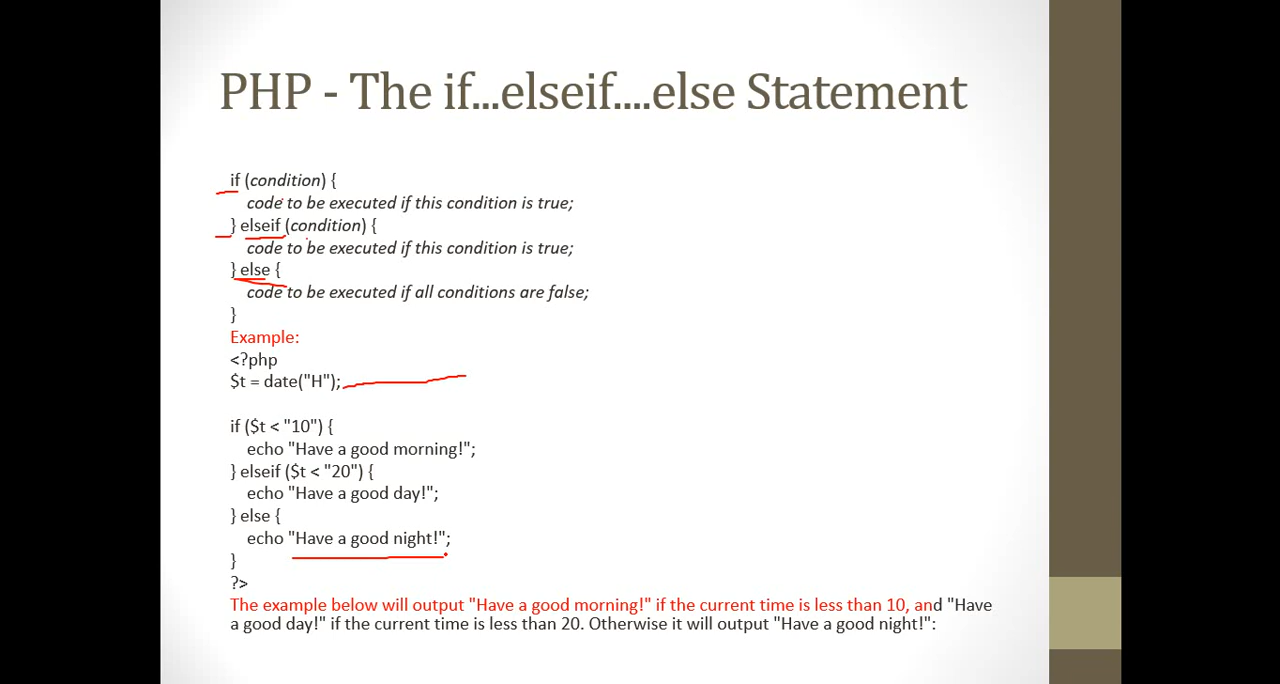 PHP - The if...elseif....else Statement
if (condition) {
code to be executed if this condition is true;
} elseif (condition) {
code to be executed if this condition is true;
} else {
code to be executed if all conditions are false;
}
Example:
<?php
$t = date("H");
if ($t < "10") {
echo "Have a good morning!";
} elseif ($t < "20") {
echo "Have a good day!";
} else {
echo "Have a good night!";
}
?>
The example below will output "Have a good morning!" if the current time is less than 10, and "Have
a good day!" if the current time is less than 20. Otherwise it will output "Have a good night!":